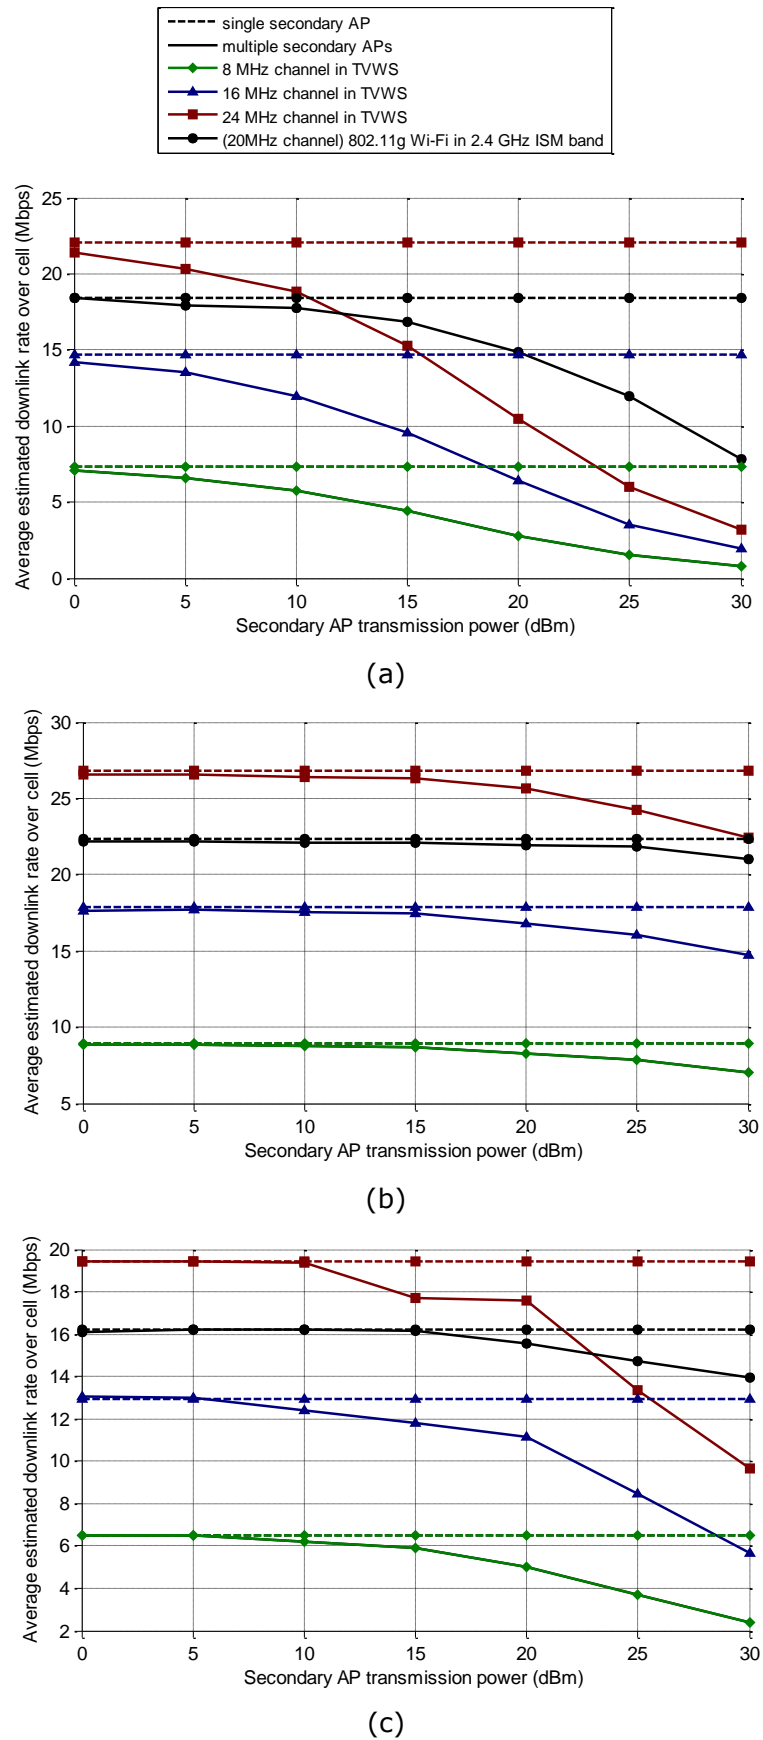 single secondary AP
multiple secondary APs
8 MHz channel in TVWS
16 MHz channel in TVWS
24 MHz channel in TVWS
(20MHz channel) 802.11g Wi-Fi in 2.4 GHz ISM band
Average estimated downlink rate over cell (Mbps)
25
20
15
10
5
0
0 5 10 15 20 25 30
Secondary AP transmission power (dBm)
(a)
Average estimated downlink rate over cell (Mbps)
30
25
20
15
10
5
0 5 10 15 20 25 30
Secondary AP transmission power (dBm)
(b)
Average estimated downlink rate over cell (Mbps)
20
18
16
14
12
10
8
6
4
2
0 5 10 15 20 25 30
Secondary AP transmission power (dBm)
(c)